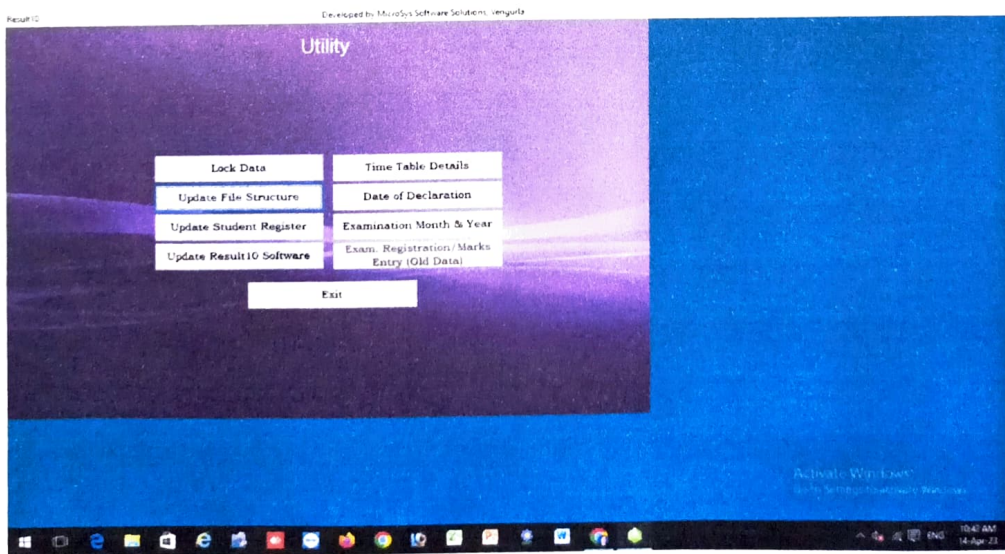 Result10
Developed by MicroSys Software Solutions, Vengurla
Utility
Lock Data
Time Table Details
Update File Structure
Date of Declaration
Update Student Register
Examination Month & Year
Update Result10 Software
Exam. Registration/Marks
Entry (Old Data)
Exit
Activate Windows
Go to Settings to activate Windows.
ENG
10:42 AM
14-Apr-23